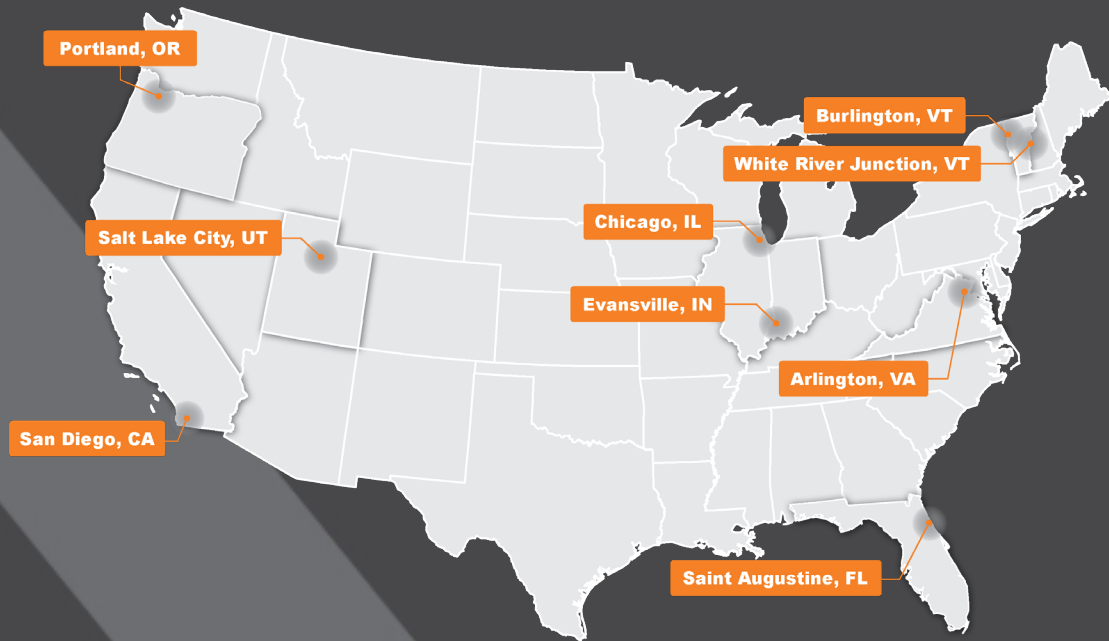 Portland, OR
Burlington, VT
White River Junction, VT
Chicago, IL
Salt Lake City, UT
Evansville, IN
Arlington, VA
San Diego, CA
Saint Augustine, FL